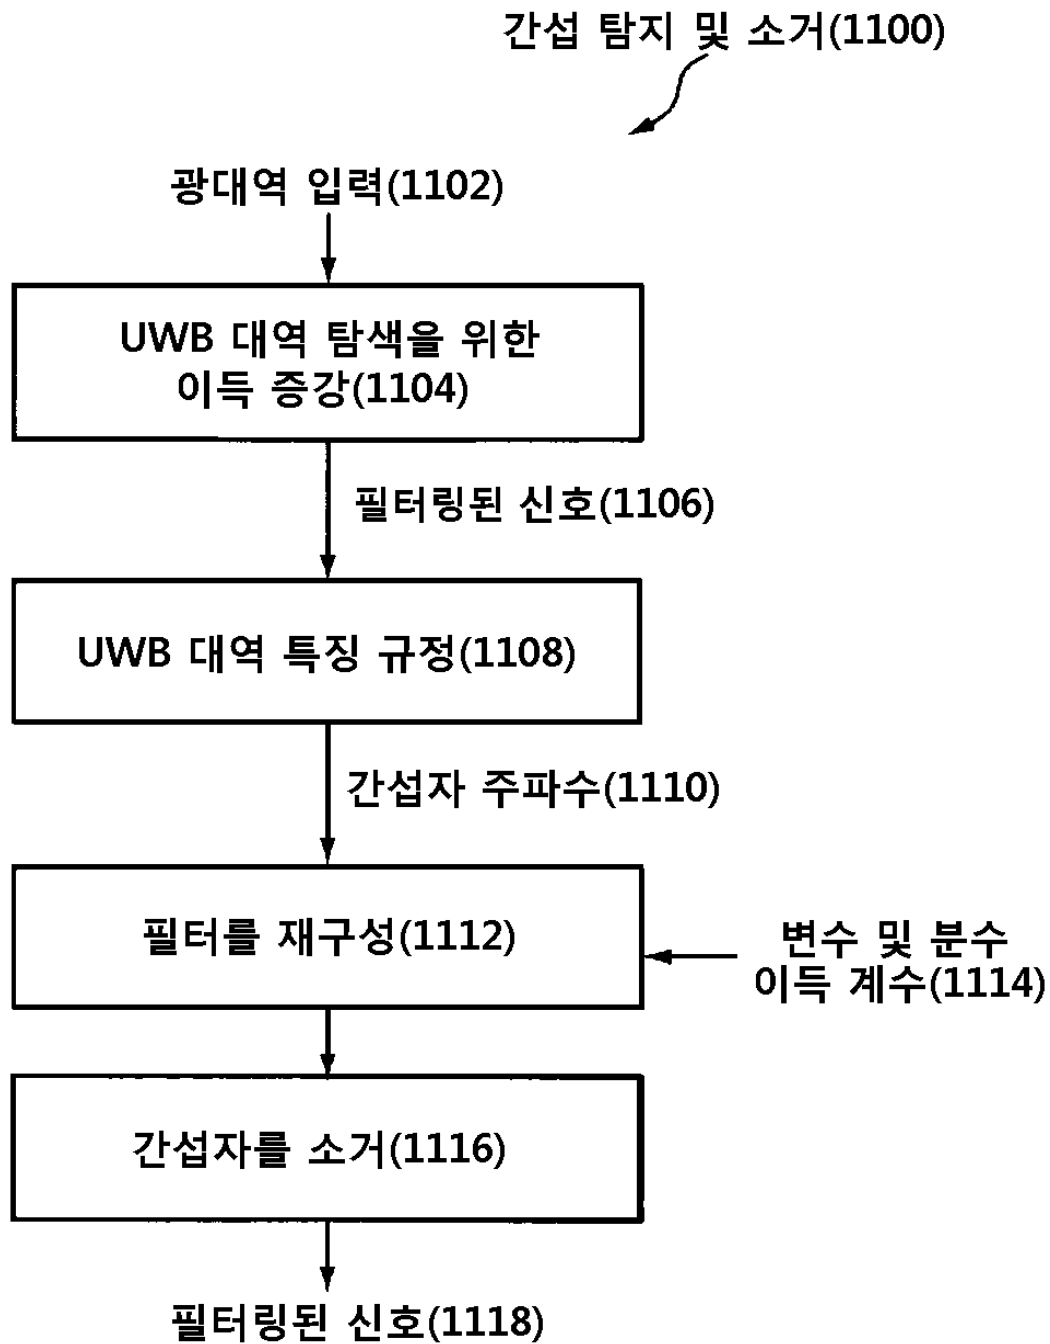 간섭 탐지 및 소거(1100)
광대역 입력(1102)
UWB 대역 탐색을 위한
이득 증강(1104)
필터링된 신호(1106)
UWB 대역 특징 규정(1108)
간섭자 주파수(1110)
필터를 재구성(1112)
변수 및 분수
이득 계수(1114)
간섭자를 소거(1116)
필터링된 신호(1118)